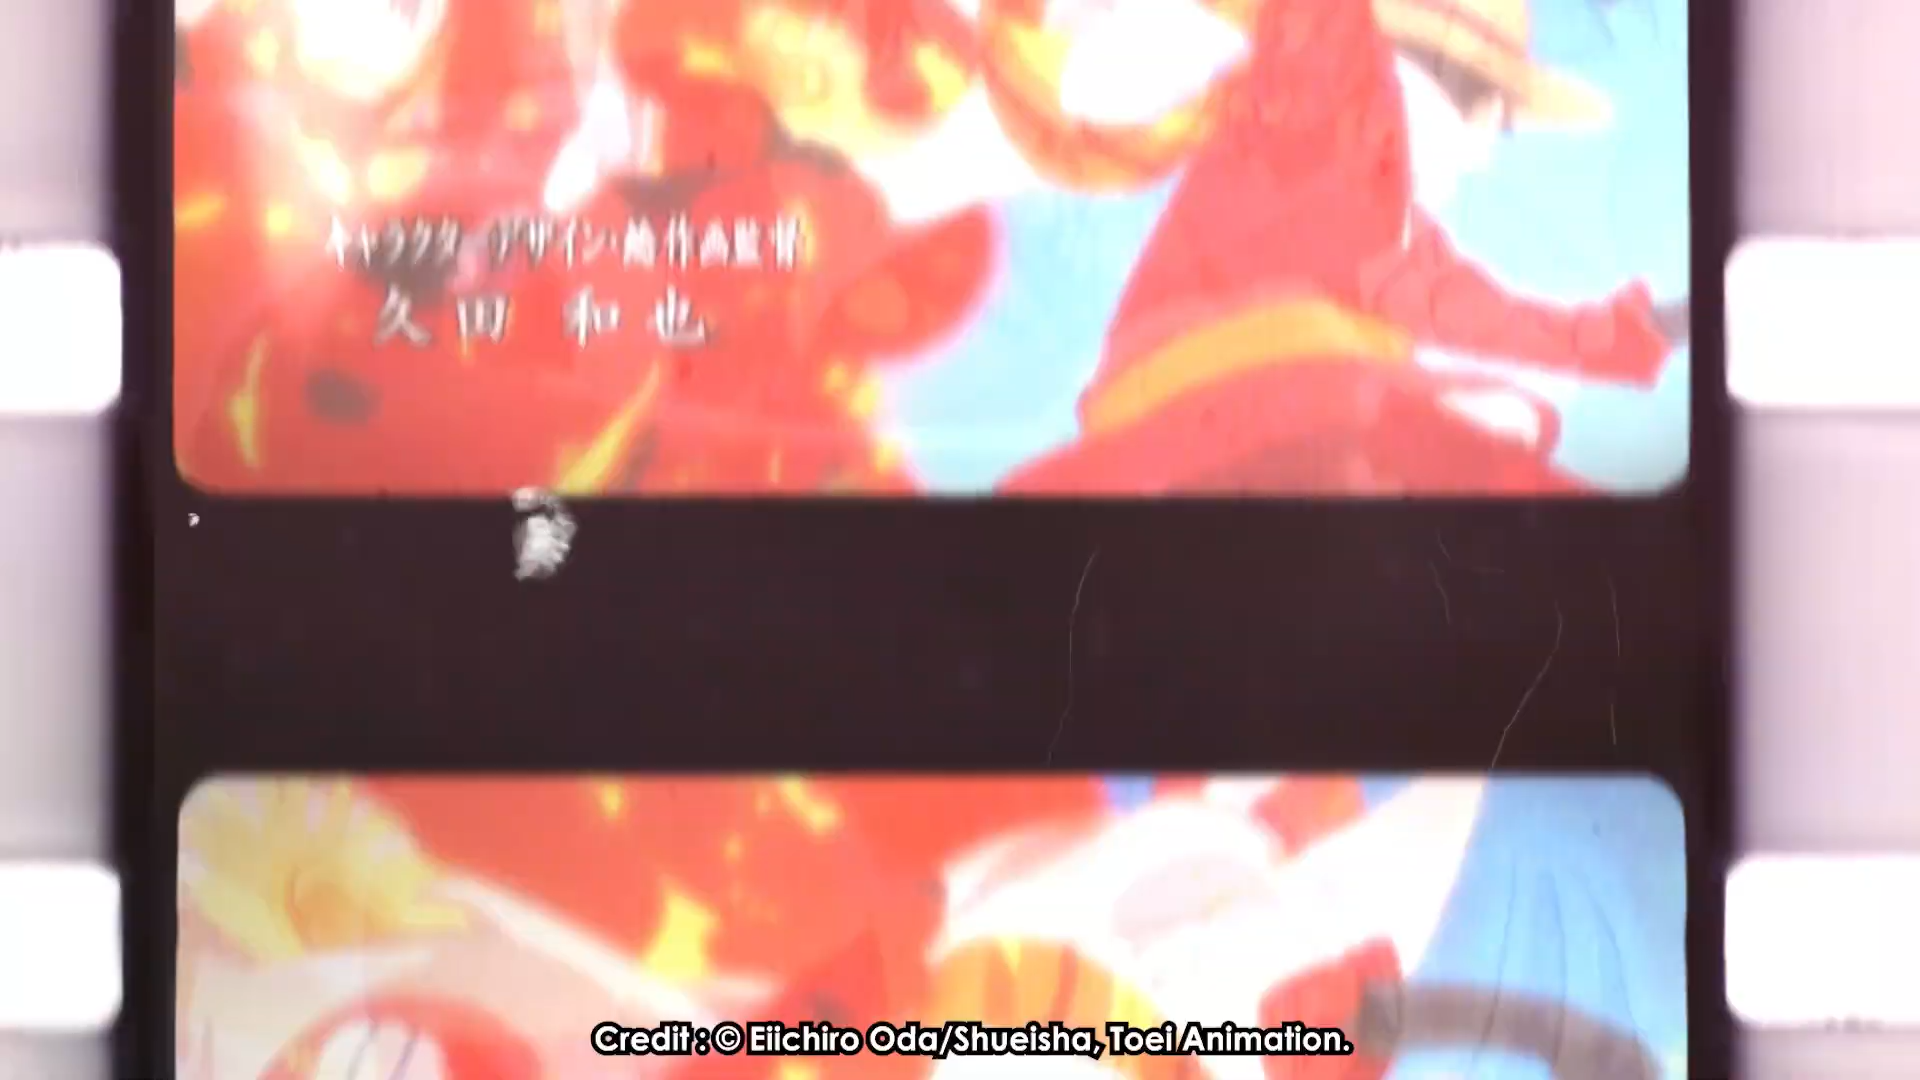 キャラクターデザイン・総作画監督
久田 和也
Credit : © Eiichiro Oda/Shueisha, Toei Animation.